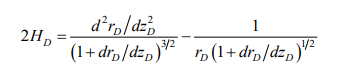 2H_D = \frac{d^2 r_D / dz_D^2}{(1 + dr_D / dz_D)^{3/2}} - \frac{1}{r_D (1 + dr_D / dz_D)^{1/2}}